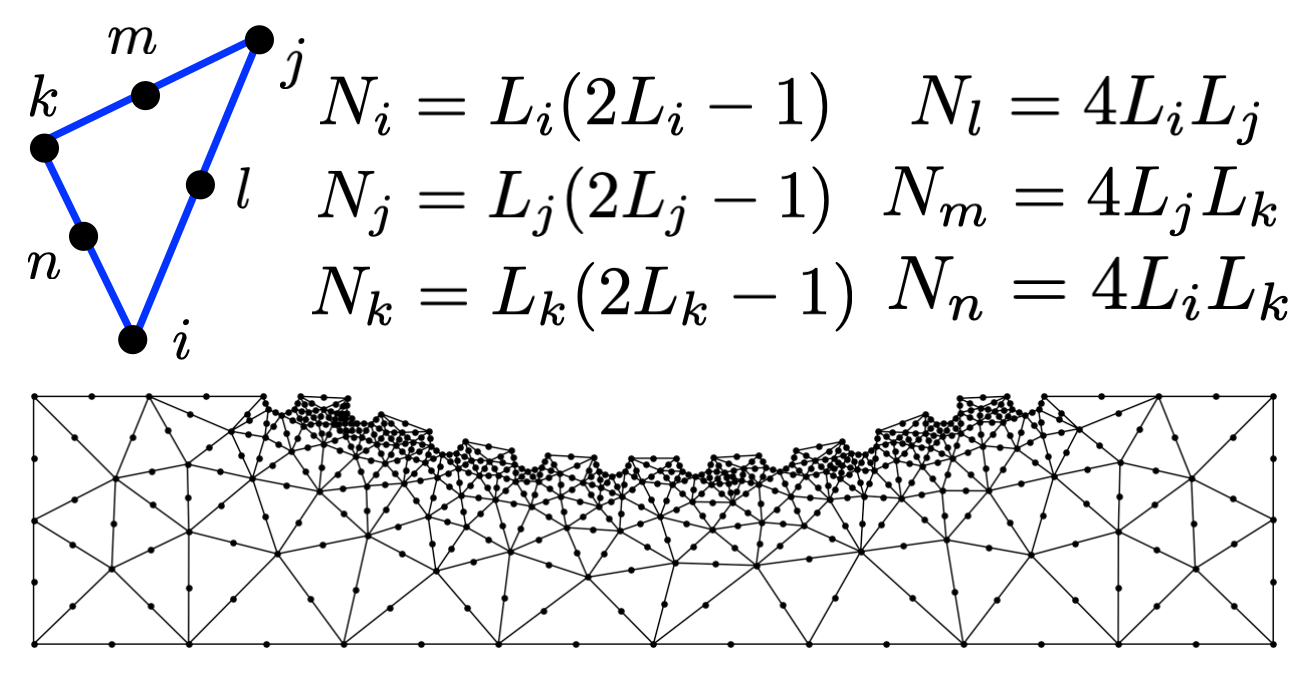 m
j
k
l
n
i
N_i = L_i(2L_i − 1) N_l = 4L_iL_j
N_j = L_j(2L_j − 1) N_m = 4L_jL_k
N_k = L_k(2L_k − 1) N_n = 4L_iL_k